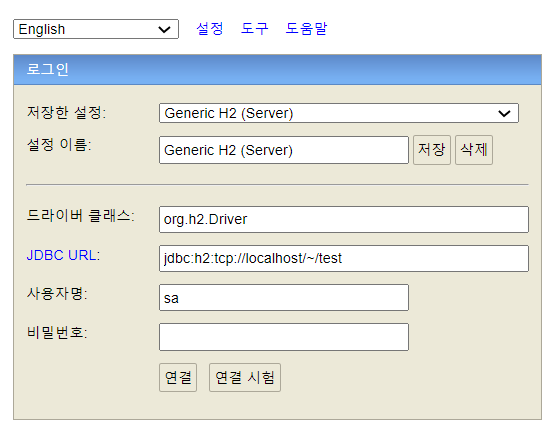 English 설정 도구 도움말
로그인
저장한 설정: Generic H2 (Server)
설정 이름: Generic H2 (Server) 저장 삭제
드라이버 클래스: org.h2.Driver
JDBC URL: jdbc:h2:tcp://localhost/~/test
사용자명: sa
비밀번호:
연결 연결 시험